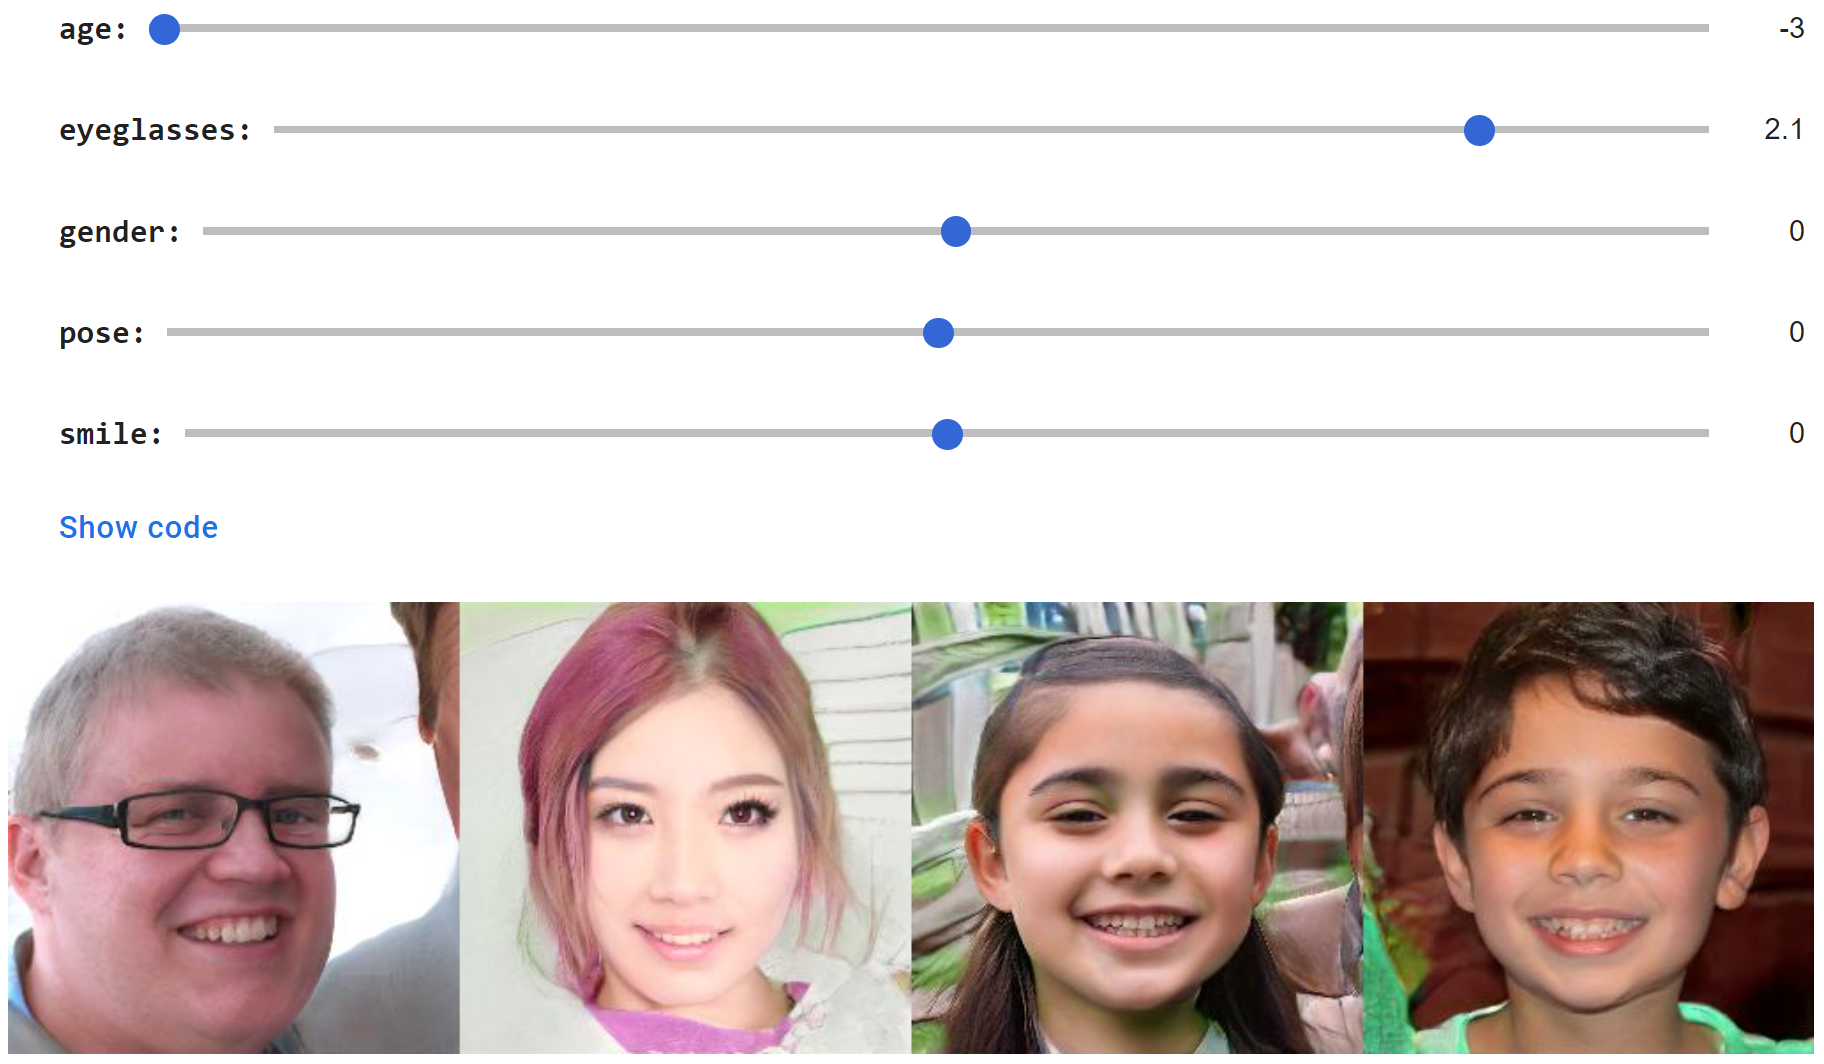 age: -3
eyeglasses: 2.1
gender: 0
pose: 0
smile: 0
Show code